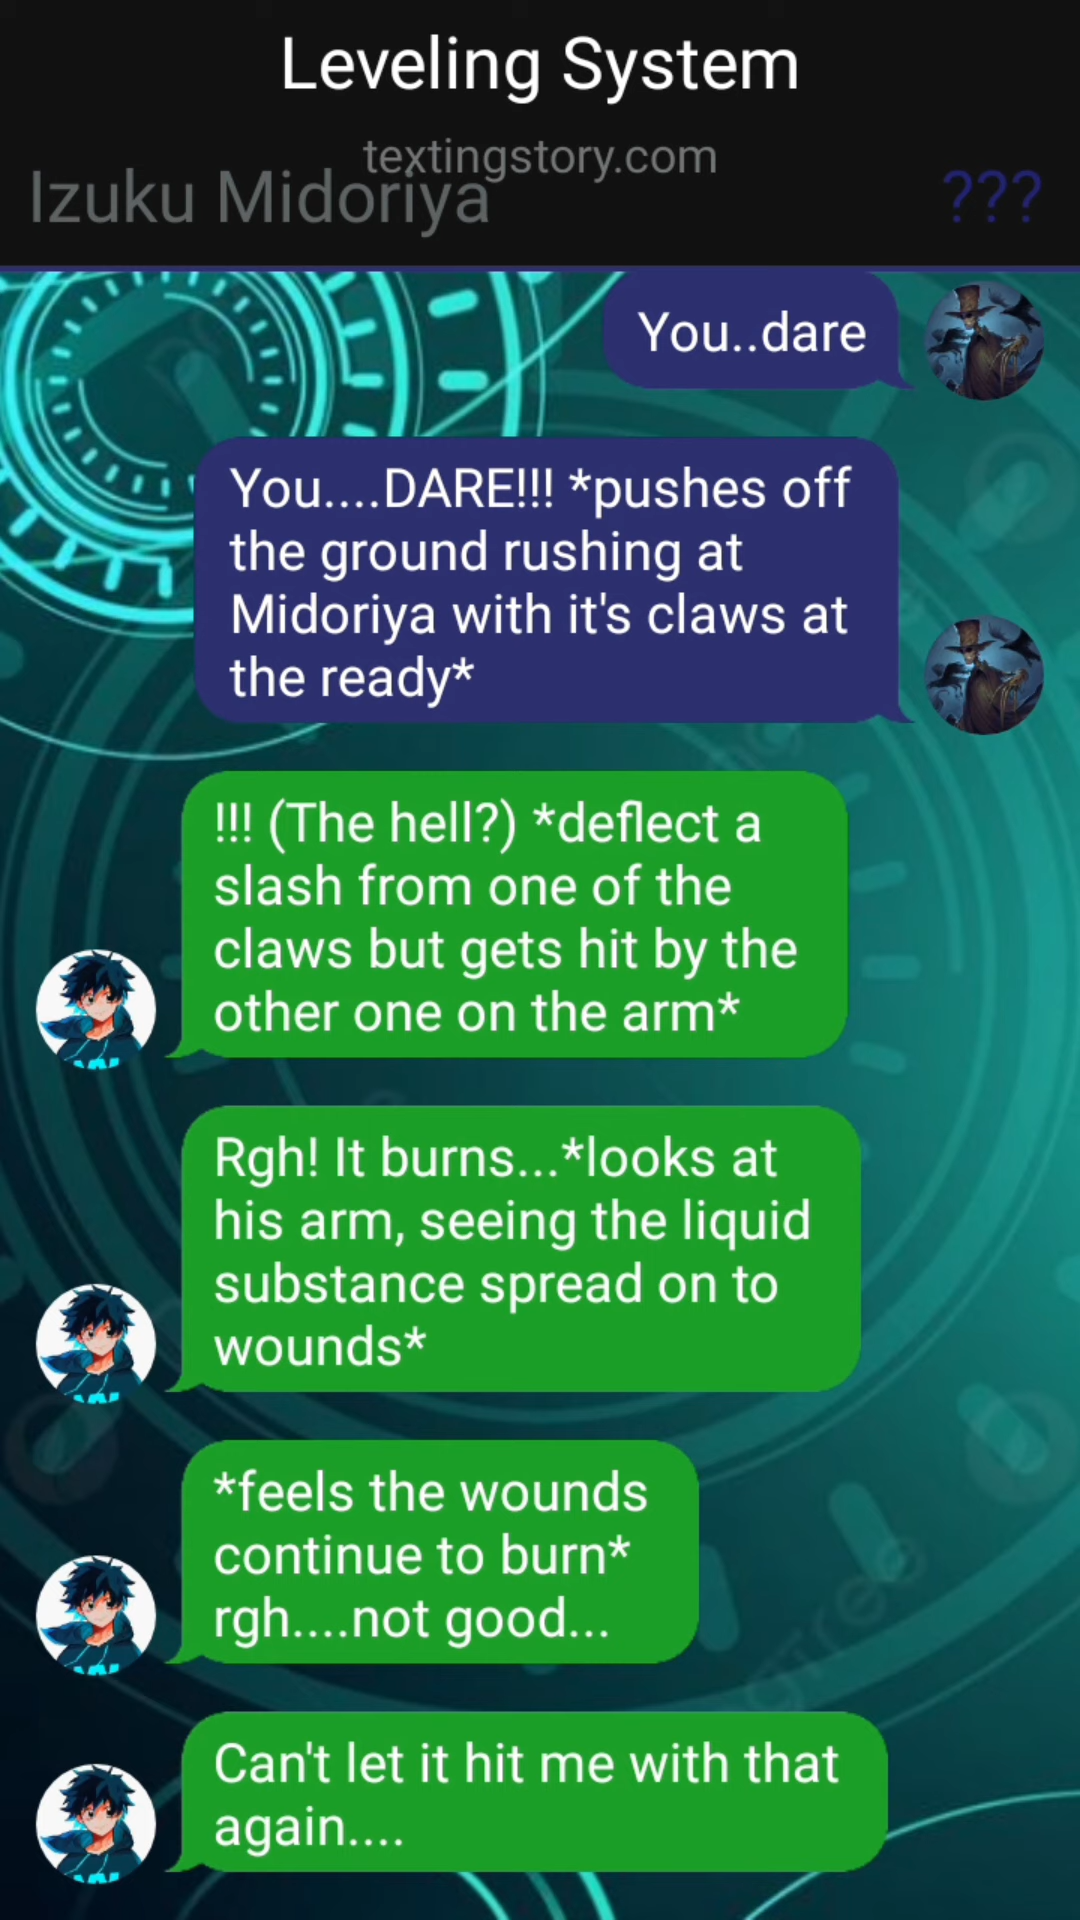 Leveling System
textingstory.com
Izuku Midoriya
???
You..dare
You....DARE!!! *pushes off
the ground rushing at
Midoriya with it's claws at
the ready*
!!! (The hell?) *deflect a
slash from one of the
claws but gets hit by the
other one on the arm*
Rgh! It burns...*looks at
his arm, seeing the liquid
substance spread on to
wounds*
*feels the wounds
continue to burn*
rgh....not good...
Can't let it hit me with that
again....